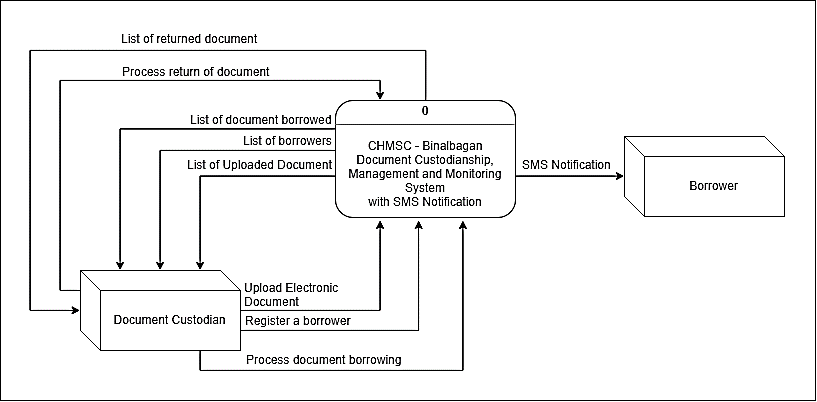 List of returned document
Process return of document
0
List of document borrowed
List of borrowers
List of Uploaded Document
CHMSC - Binalbagan
Document Custodianship,
Management and Monitoring
System
with SMS Notification
SMS Notification
Borrower
Upload Electronic
Document
Document Custodian
Register a borrower
Process document borrowing